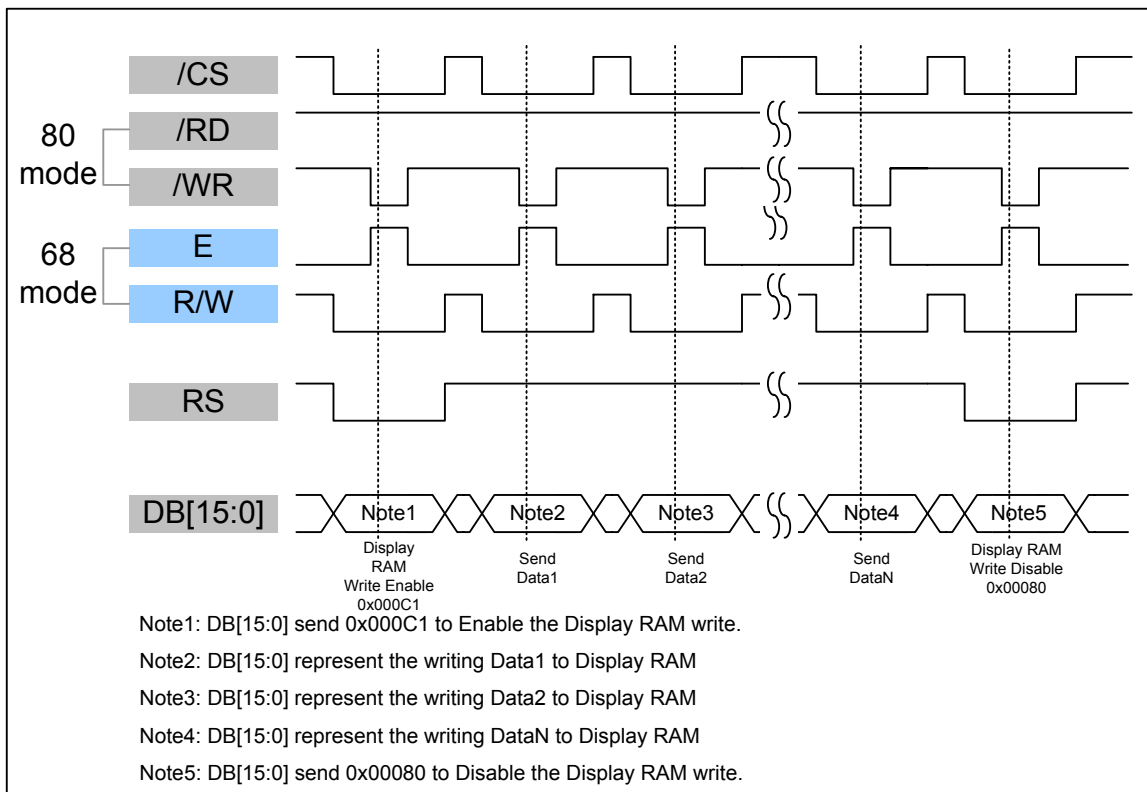 /CS
80
mode
/RD
/WR
68
mode
E
R/W
RS
DB[15:0]
Note1
Note2
Note3
Note4
Note5
Display
RAM
Write Enable
0x000C1
Send
Data1
Send
Data2
Send
DataN
Display RAM
Write Disable
0x00080
Note1: DB[15:0] send 0x000C1 to Enable the Display RAM write.
Note2: DB[15:0] represent the writing Data1 to Display RAM
Note3: DB[15:0] represent the writing Data2 to Display RAM
Note4: DB[15:0] represent the writing DataN to Display RAM
Note5: DB[15:0] send 0x00080 to Disable the Display RAM write.